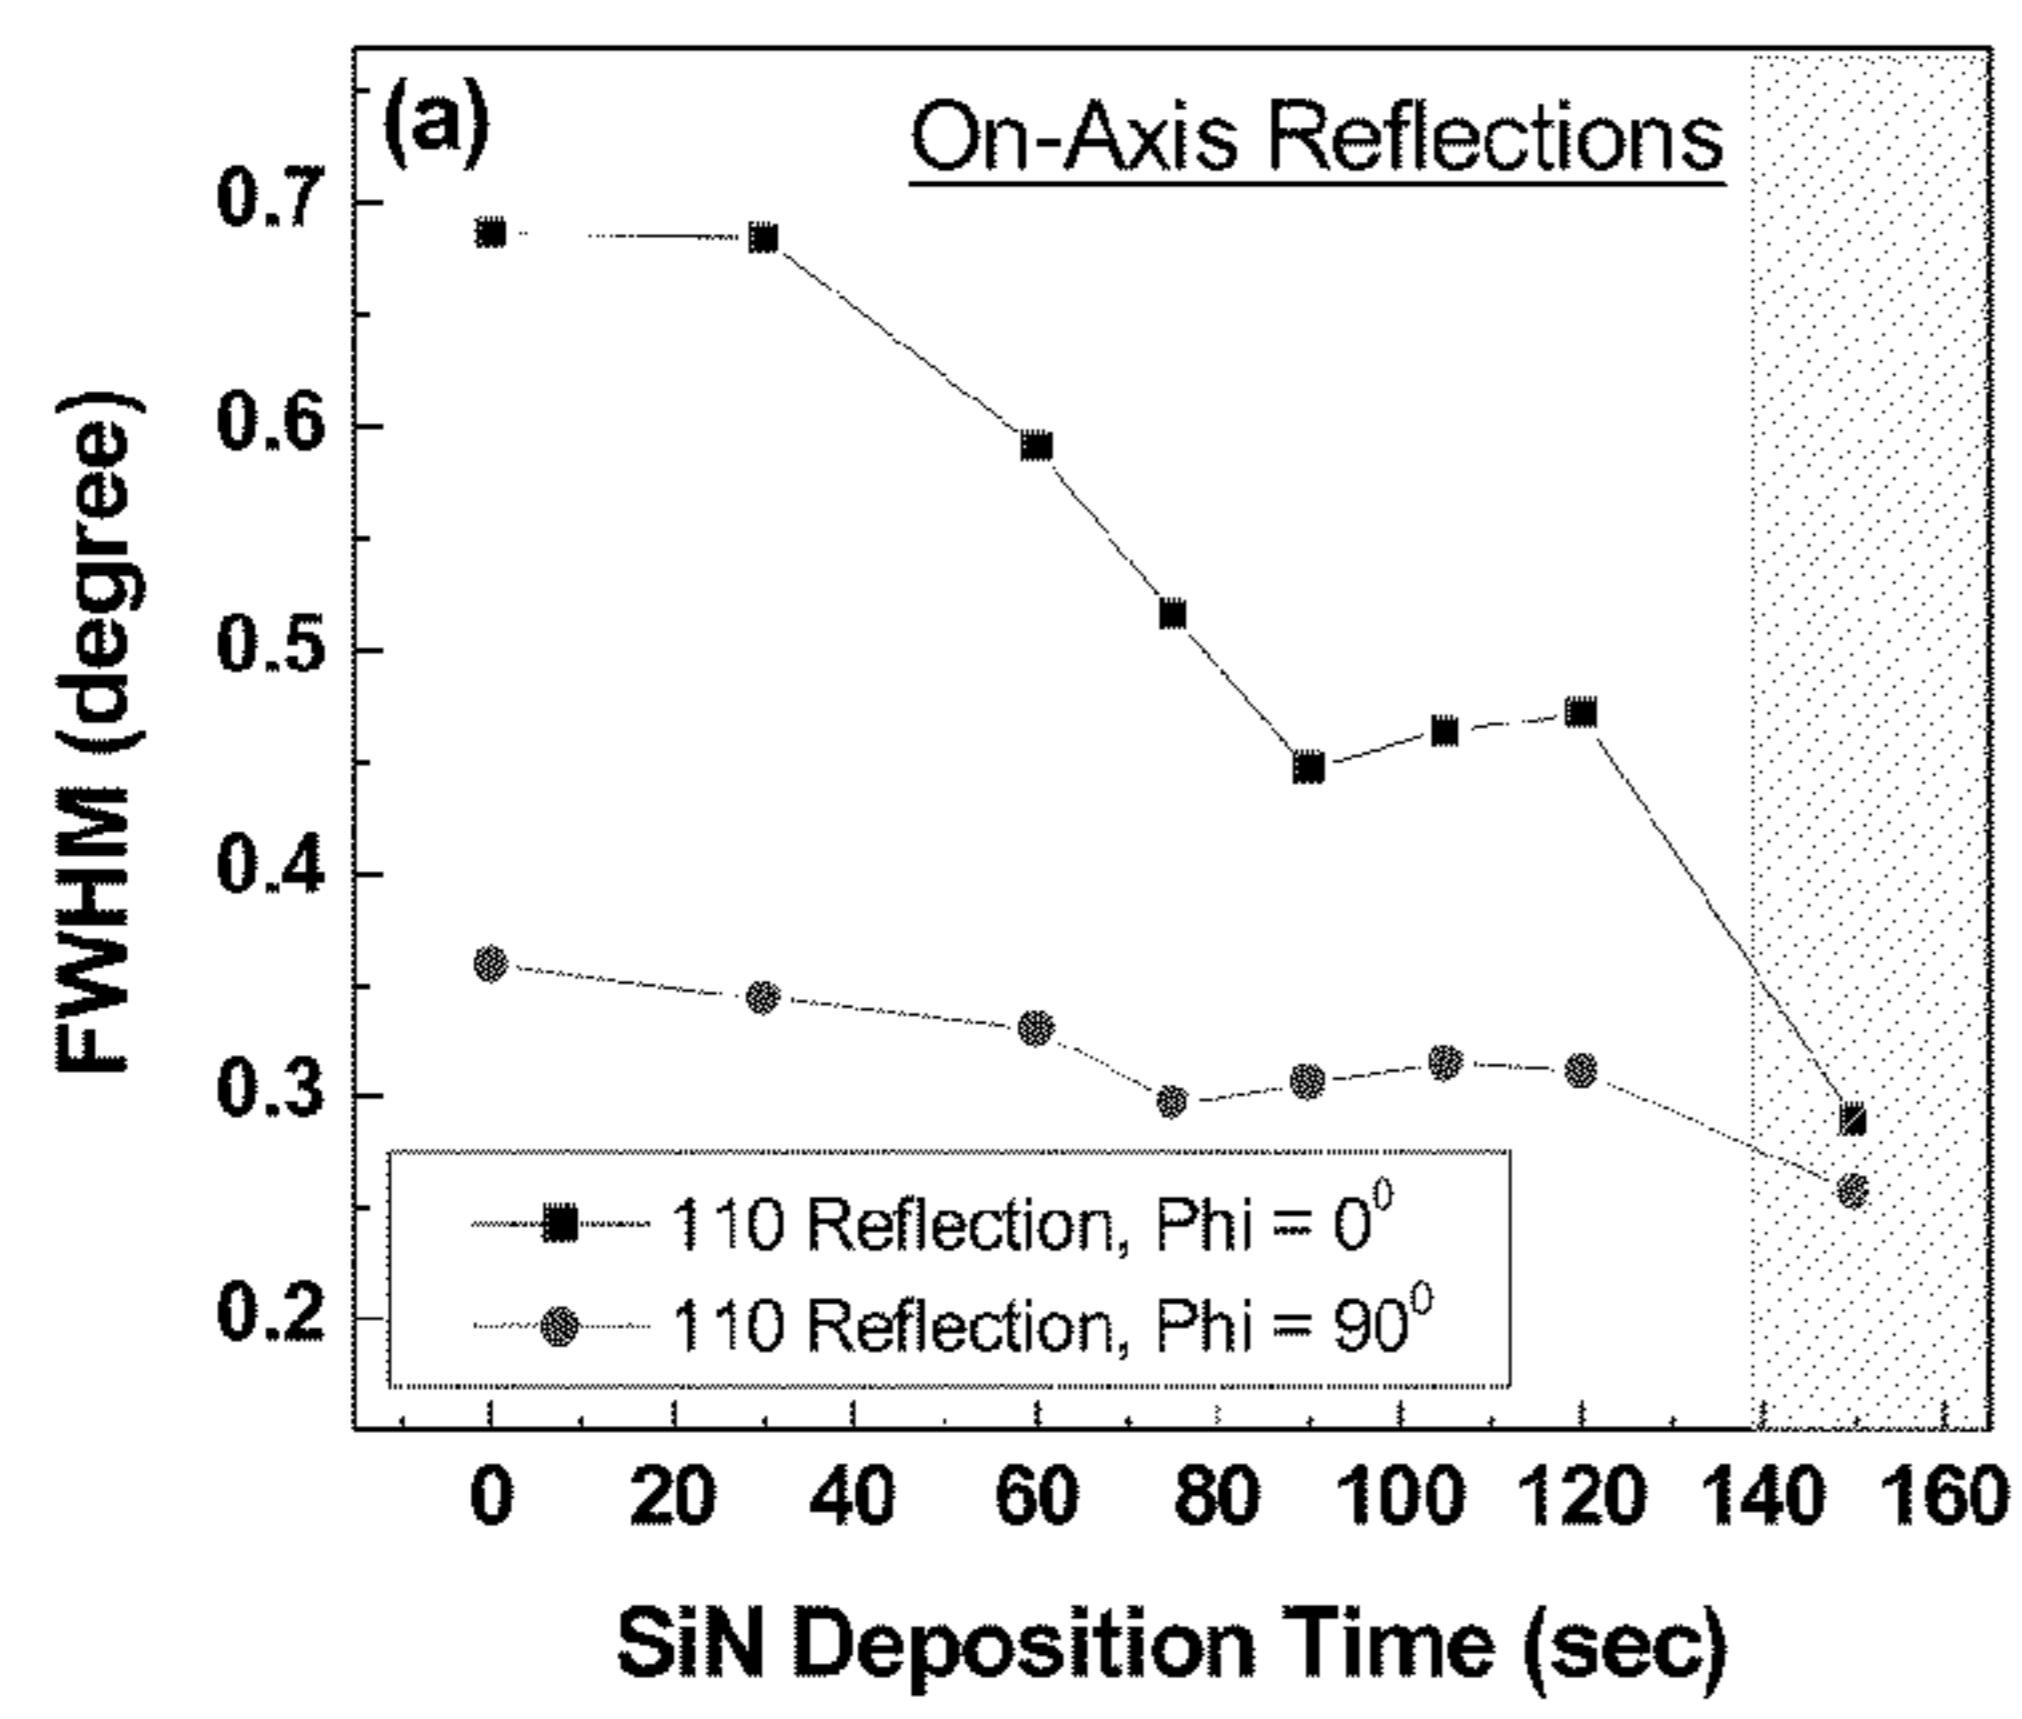 (a)
On-Axis Reflections
0.7
0.6
0.5
0.4
0.3
0.2
FWHM (degree)
110 Reflection, Phi = 0⁰
110 Reflection, Phi = 90⁰
0 20 40 60 80 100 120 140 160
SiN Deposition Time (sec)